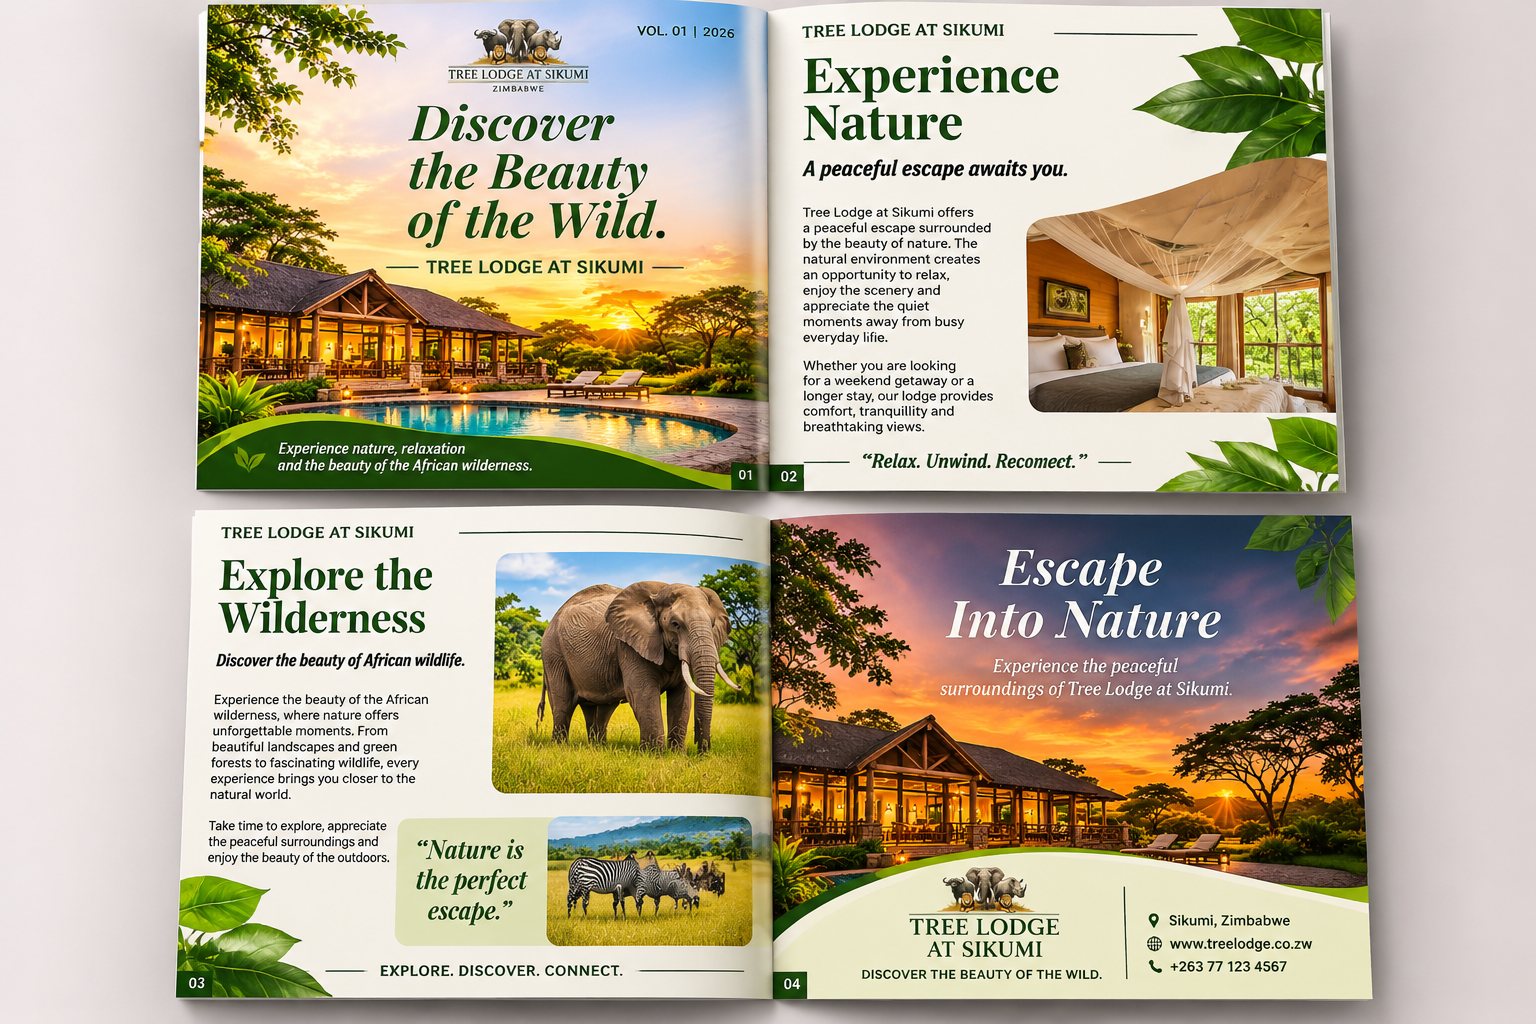 TREE LODGE AT SIKUMI
ZIMBABWE
VOL. 01 | 2026
Discover
the Beauty
of the Wild.
TREE LODGE AT SIKUMI
Experience nature, relaxation
and the beauty of the African wilderness.
01
TREE LODGE AT SIKUMI
Experience
Nature
A peaceful escape awaits you.
Tree Lodge at Sikumi offers
a peaceful escape surrounded
by the beauty of nature. The
natural environment creates
an opportunity to relax,
enjoy the scenery and
appreciate the quiet
moments away from busy
everyday lifie.
Whether you are looking
for a weekend getaway or a
longer stay, our lodge provides
comfort, tranquillity and
breathtaking views.
“Relax. Unwind. Recomect.”
02
TREE LODGE AT SIKUMI
Explore the
Wilderness
Discover the beauty of African wildlife.
Experience the beauty of the African
wilderness, where nature offers
unforgettable moments. From
beautiful landscapes and green
forests to fascinating wildlife, every
experience brings you closer to the
natural world.
Take time to explore, appreciate
the peaceful surroundings and
enjoy the beauty of the outdoors.
“Nature is
the perfect
escape.”
EXPLORE. DISCOVER. CONNECT.
03
Escape
Into Nature
Experience the peaceful
surroundings of Tree Lodge at Sikumi.
TREE LODGE
AT SIKUMI
DISCOVER THE BEAUTY OF THE WILD.
Sikumi, Zimbabwe
www.treelodge.co.zw
+263 77 123 4567
04